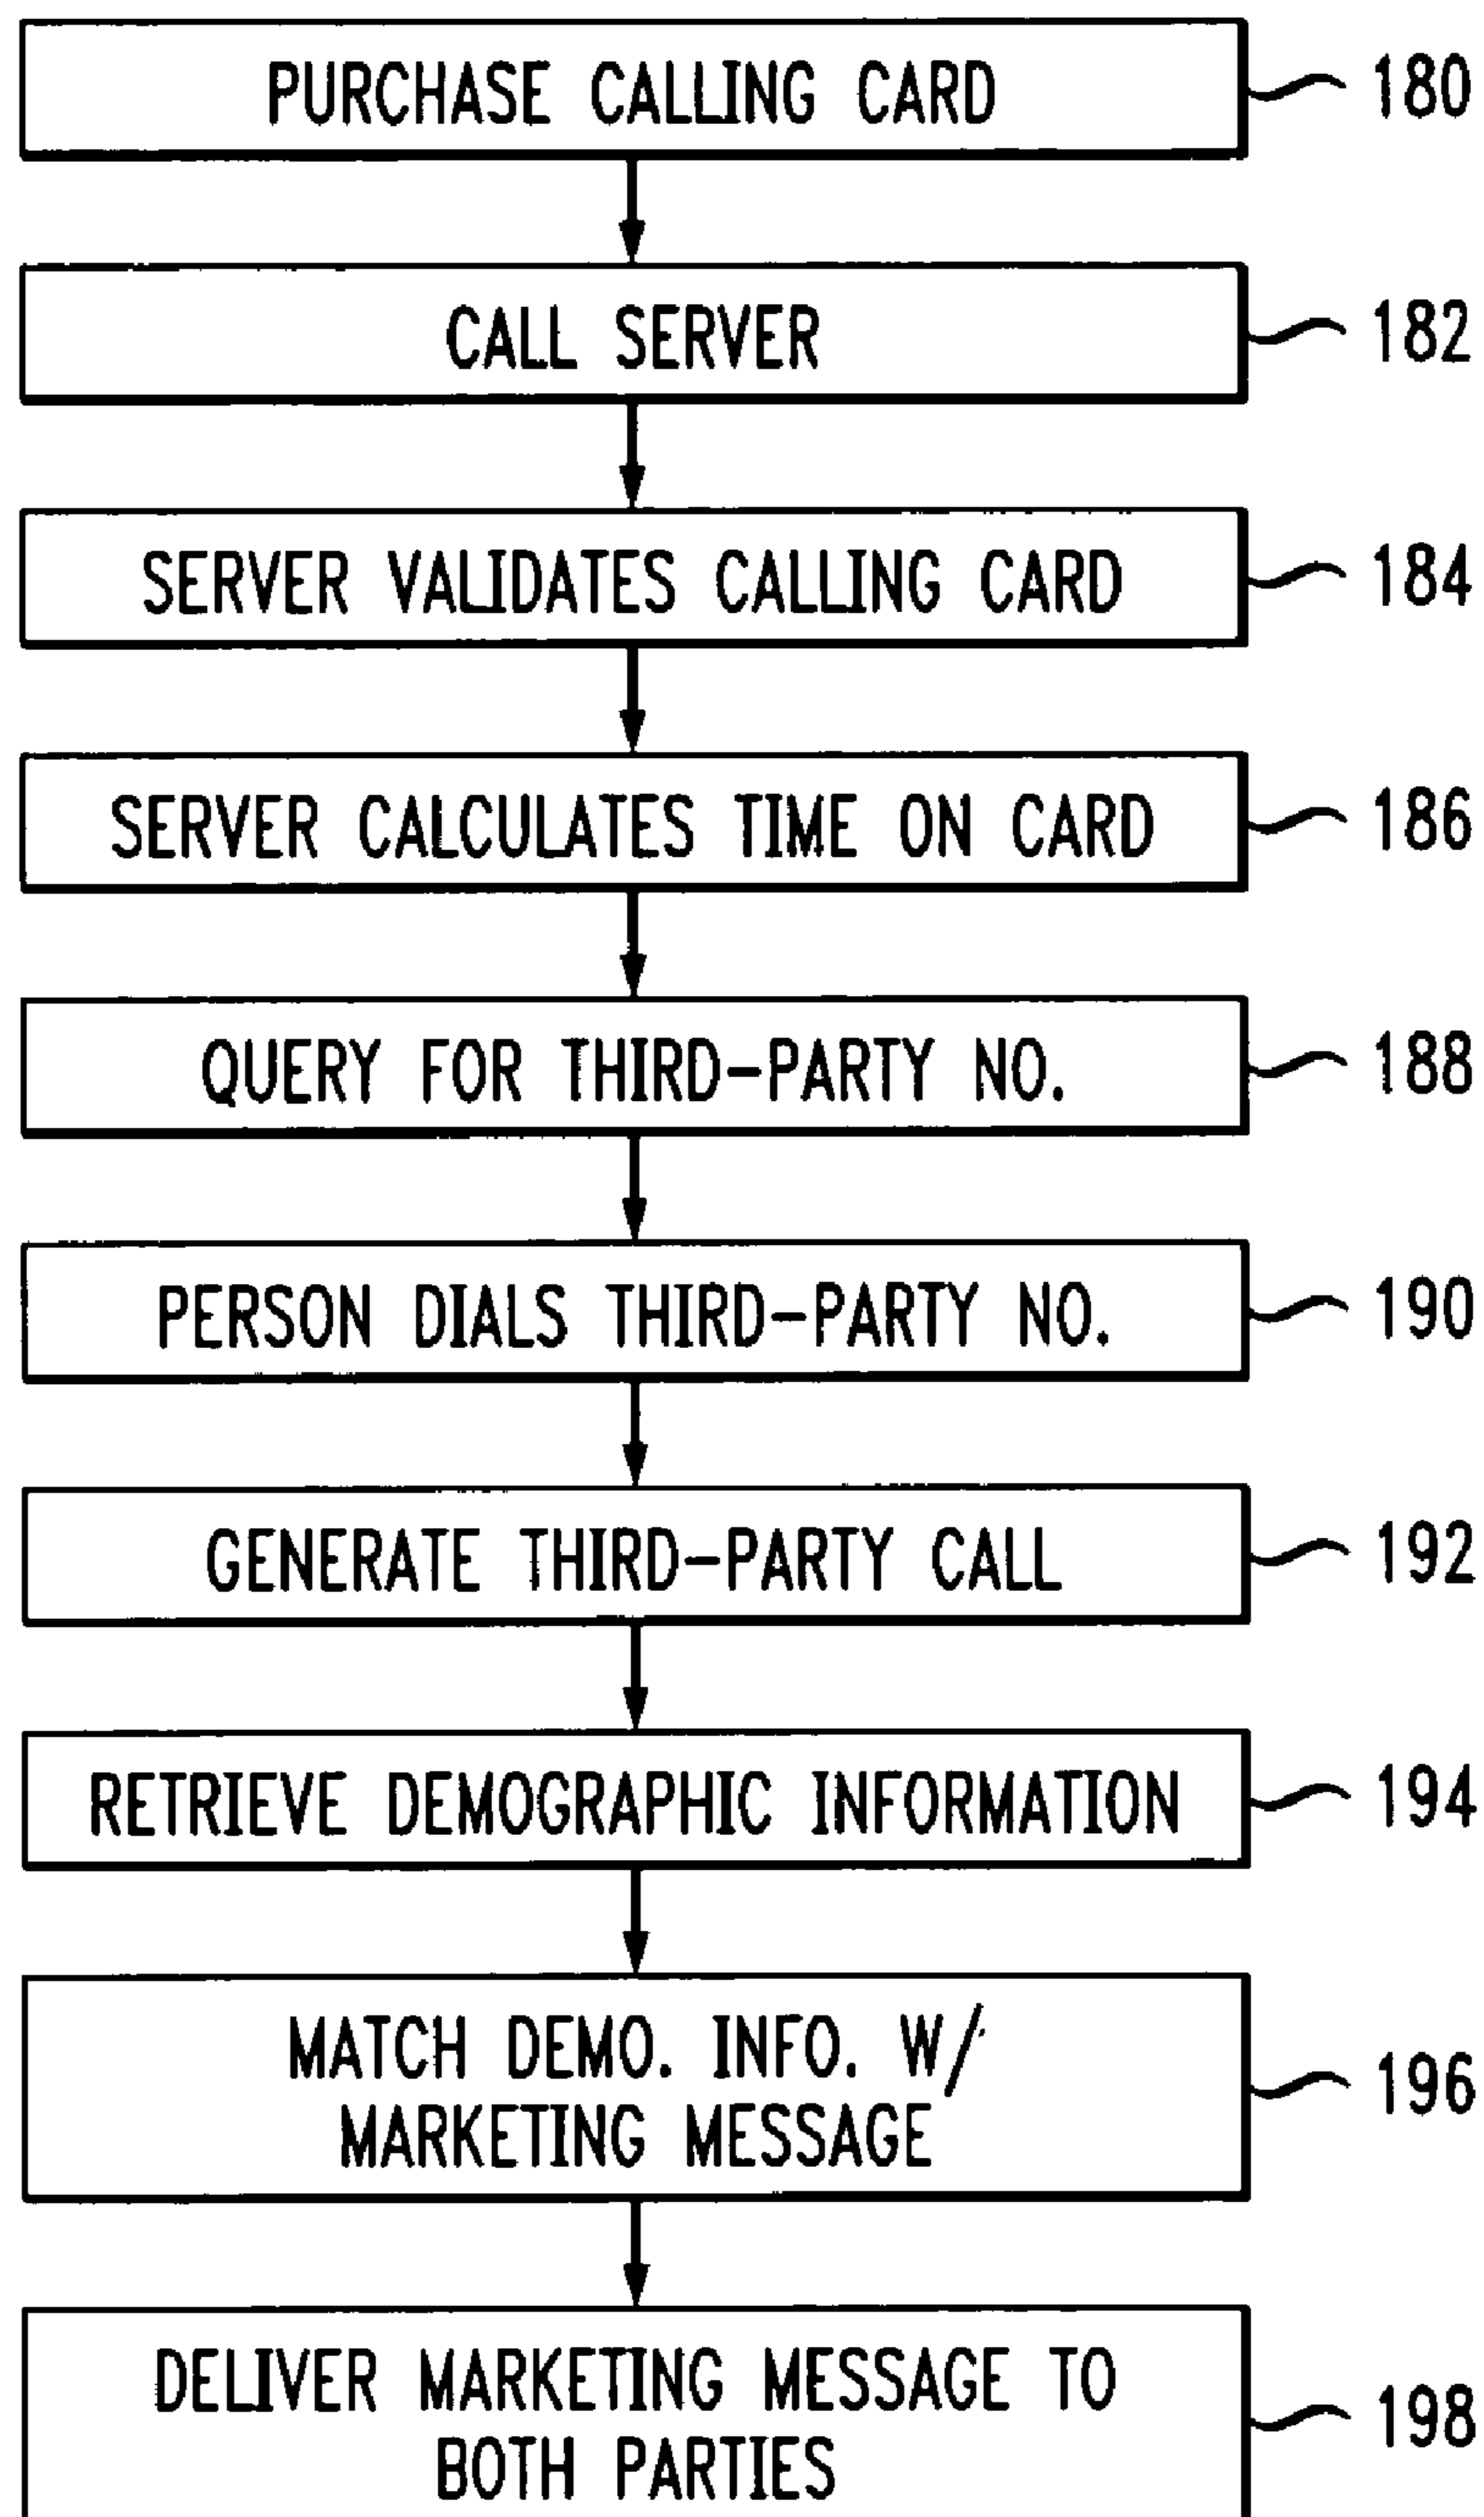 PURCHASE CALLING CARD 180
CALL SERVER 182
SERVER VALIDATES CALLING CARD 184
SERVER CALCULATES TIME ON CARD 186
QUERY FOR THIRD-PARTY NO. 188
PERSON DIALS THIRD-PARTY NO. 190
GENERATE THIRD-PARTY CALL 192
RETRIEVE DEMOGRAPHIC INFORMATION 194
MATCH DEMO. INFO. W/
MARKETING MESSAGE 196
DELIVER MARKETING MESSAGE TO
BOTH PARTIES 198